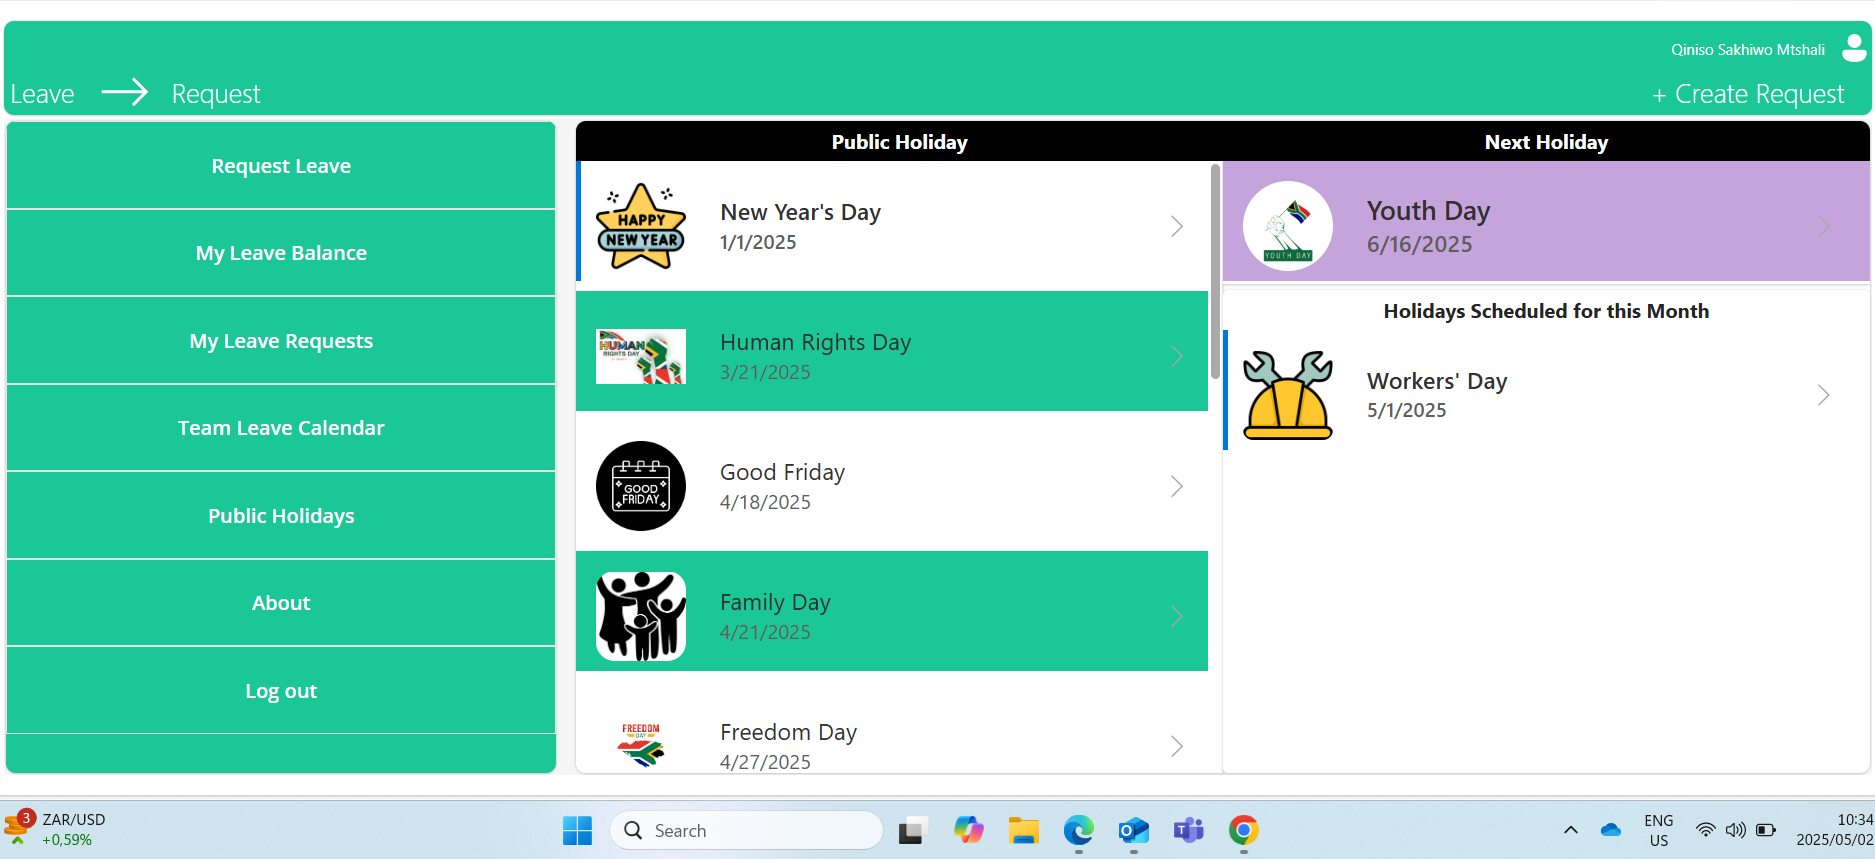 Qiniso Sakhiwo Mtshali
Leave
Request
+ Create Request
Request Leave
My Leave Balance
My Leave Requests
Team Leave Calendar
Public Holidays
About
Log out
Public Holiday
HAPPY
NEW YEAR
New Year's Day
1/1/2025
HUMAN
RIGHTS DAY
Human Rights Day
3/21/2025
GOOD
FRIDAY
Good Friday
4/18/2025
Family Day
4/21/2025
FREEDOM
DAY
Freedom Day
4/27/2025
Next Holiday
YOUTH DAY
Youth Day
6/16/2025
Holidays Scheduled for this Month
Workers' Day
5/1/2025
3
ZAR/USD
+0,59%
Search
ENG
US
10:34
2025/05/02